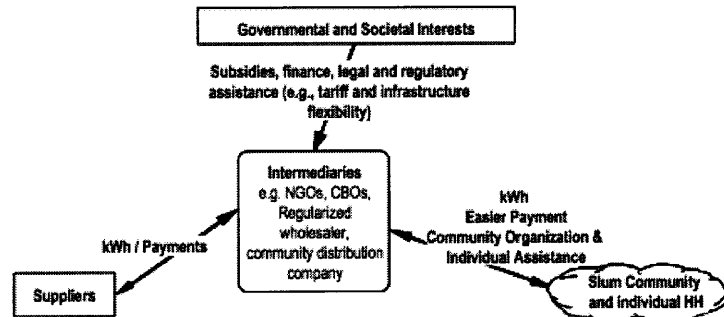 Governmental and Societal Interests
Subsidies, finance, legal and regulatory
assistance (e.g., tariff and infrastructure
flexibility)
Intermediaries
e.g. NGOs, CBOs,
Regularized
wholesaler,
community distribution
company
kWh / Payments
Suppliers
kWh
Easier Payment
Community Organization &
Individual Assistance
Slum Community
and individual HH